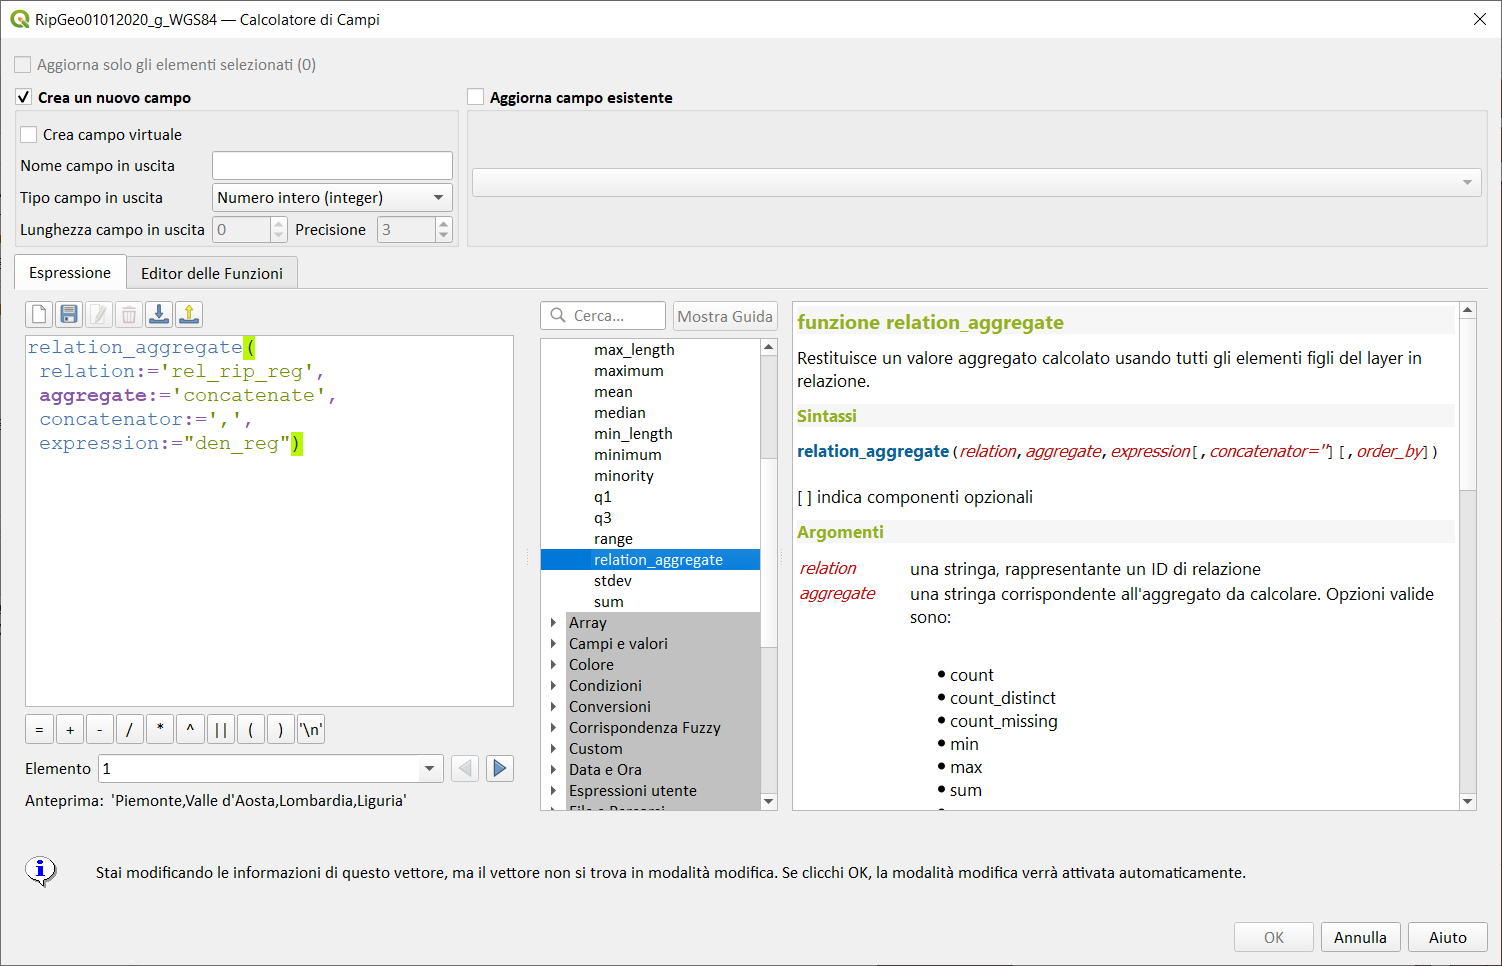 RipGeo01012020_g_WGS84 — Calcolatore di Campi
Aggiorna solo gli elementi selezionati (0)
Crea un nuovo campo
Aggiorna campo esistente
Crea campo virtuale
Nome campo in uscita
Tipo campo in uscita
Numero intero (integer)
Lunghezza campo in uscita
0
Precisione
3
Espressione
Editor delle Funzioni
relation_aggregate(
relation:='rel_rip_reg',
aggregate:='concatenate',
concatenator:=',',
expression:="den_reg")
= + - / * ^ || ( ) '\n'
Elemento
1
Anteprima: 'Piemonte,Valle d'Aosta,Lombardia,Liguria'
Cerca...
Mostra Guida
max_length
maximum
mean
median
min_length
minimum
minority
q1
q3
range
relation_aggregate
stdev
sum
Array
Campi e valori
Colore
Condizioni
Conversioni
Corrispondenza Fuzzy
Custom
Data e Ora
Espressioni utente
File e Percorsi
funzione relation_aggregate
Restituisce un valore aggregato calcolato usando tutti gli elementi figli del layer in
relazione.
Sintassi
relation_aggregate(relation,aggregate,expression[,concatenator=''][,order_by])
[ ] indica componenti opzionali
Argomenti
relation
una stringa, rappresentante un ID di relazione
aggregate
una stringa corrispondente all'aggregato da calcolare. Opzioni valide
sono:
• count
• count_distinct
• count_missing
• min
• max
• sum
Stai modificando le informazioni di questo vettore, ma il vettore non si trova in modalità modifica. Se clicchi OK, la modalità modifica verrà attivata automaticamente.
OK
Annulla
Aiuto